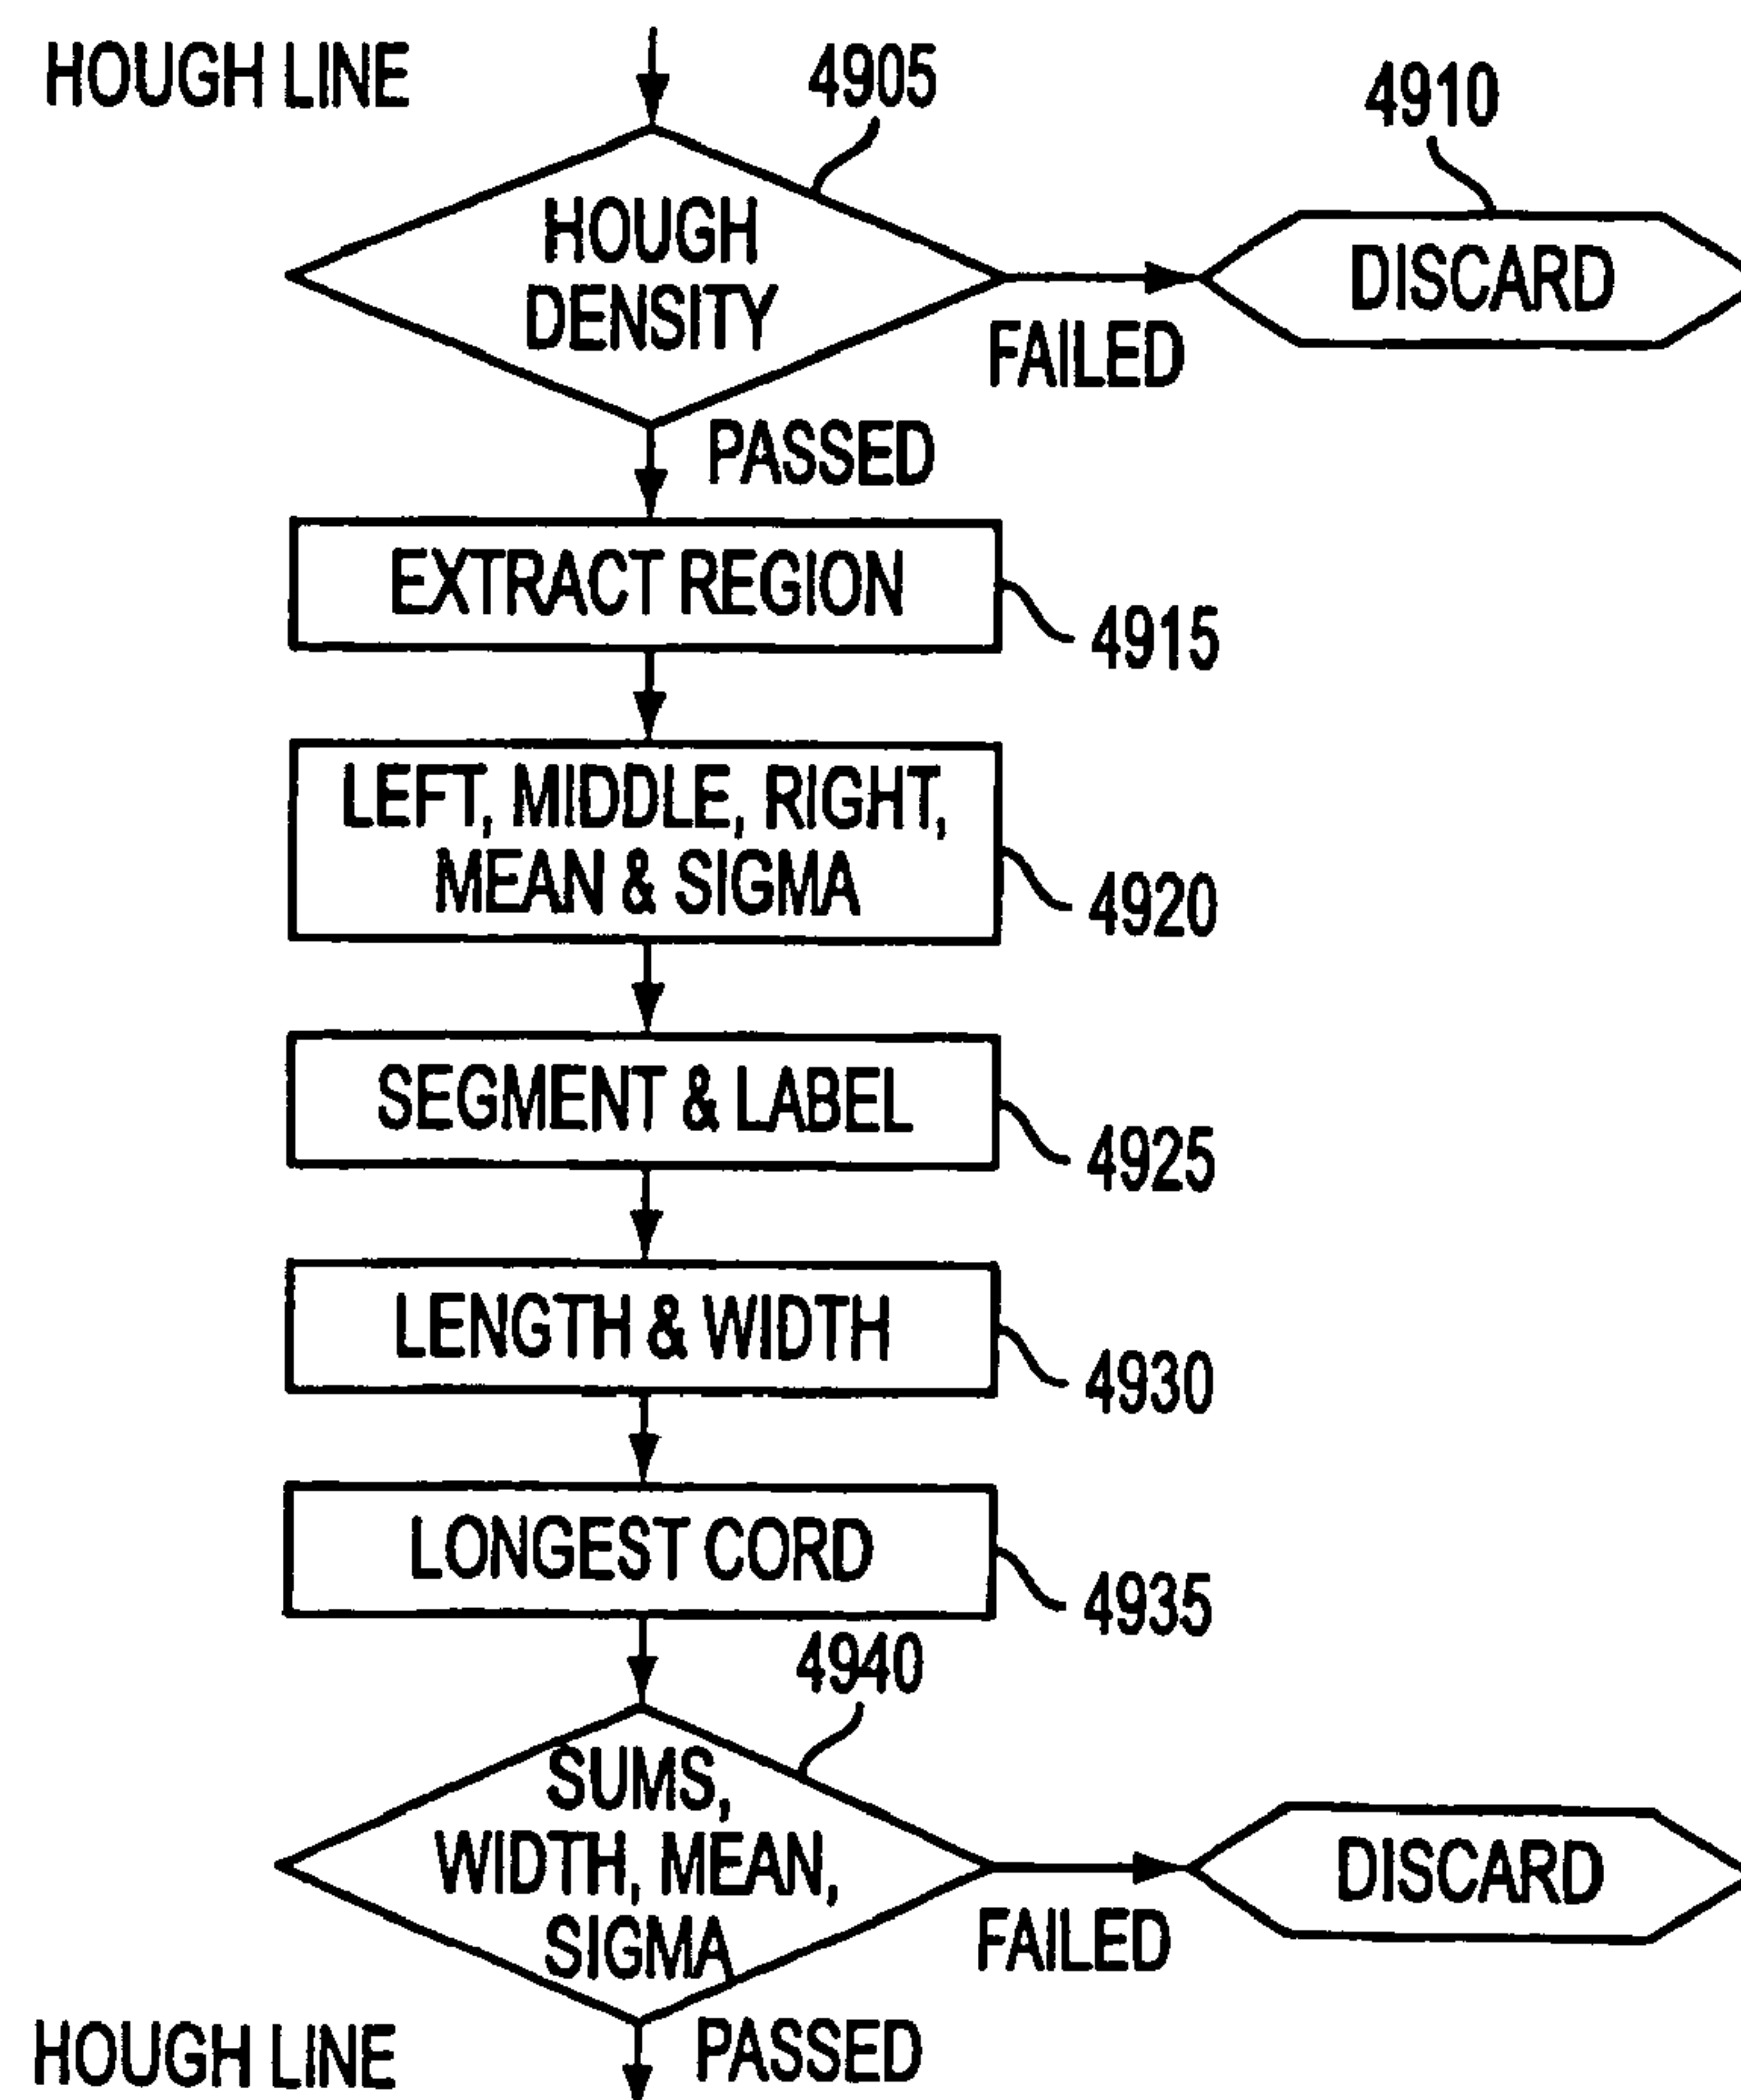 HOUGH LINE
4905
4910
HOUGH
DENSITY
DISCARD
FAILED
PASSED
EXTRACT REGION
4915
LEFT, MIDDLE, RIGHT,
MEAN & SIGMA
4920
SEGMENT & LABEL
4925
LENGTH & WIDTH
4930
LONGEST CORD
4935
4940
SUMS,
WIDTH, MEAN,
SIGMA
DISCARD
FAILED
HOUGH LINE
PASSED